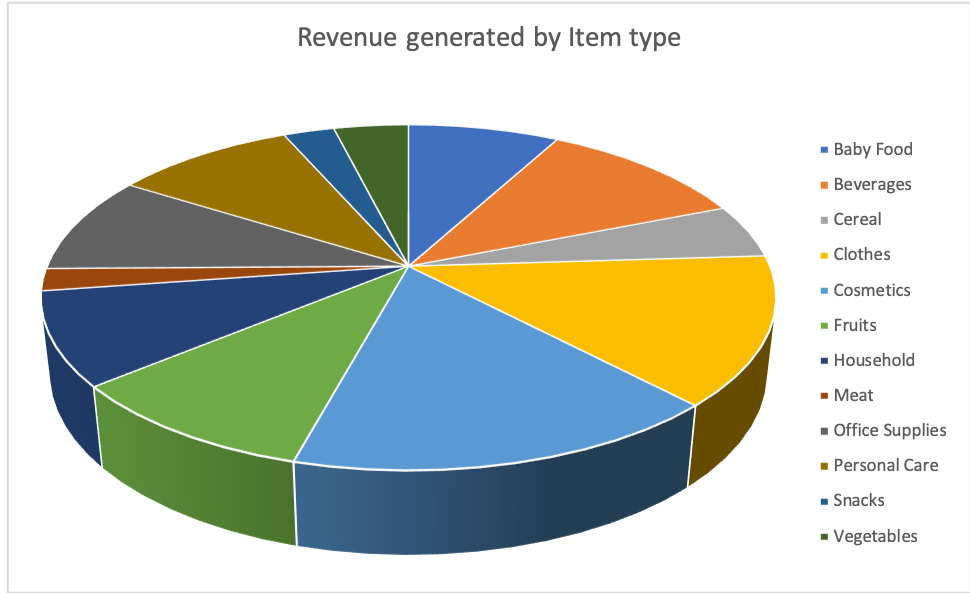 Revenue generated by Item type
Baby Food
Beverages
Cereal
Clothes
Cosmetics
Fruits
Household
Meat
Office Supplies
Personal Care
Snacks
Vegetables